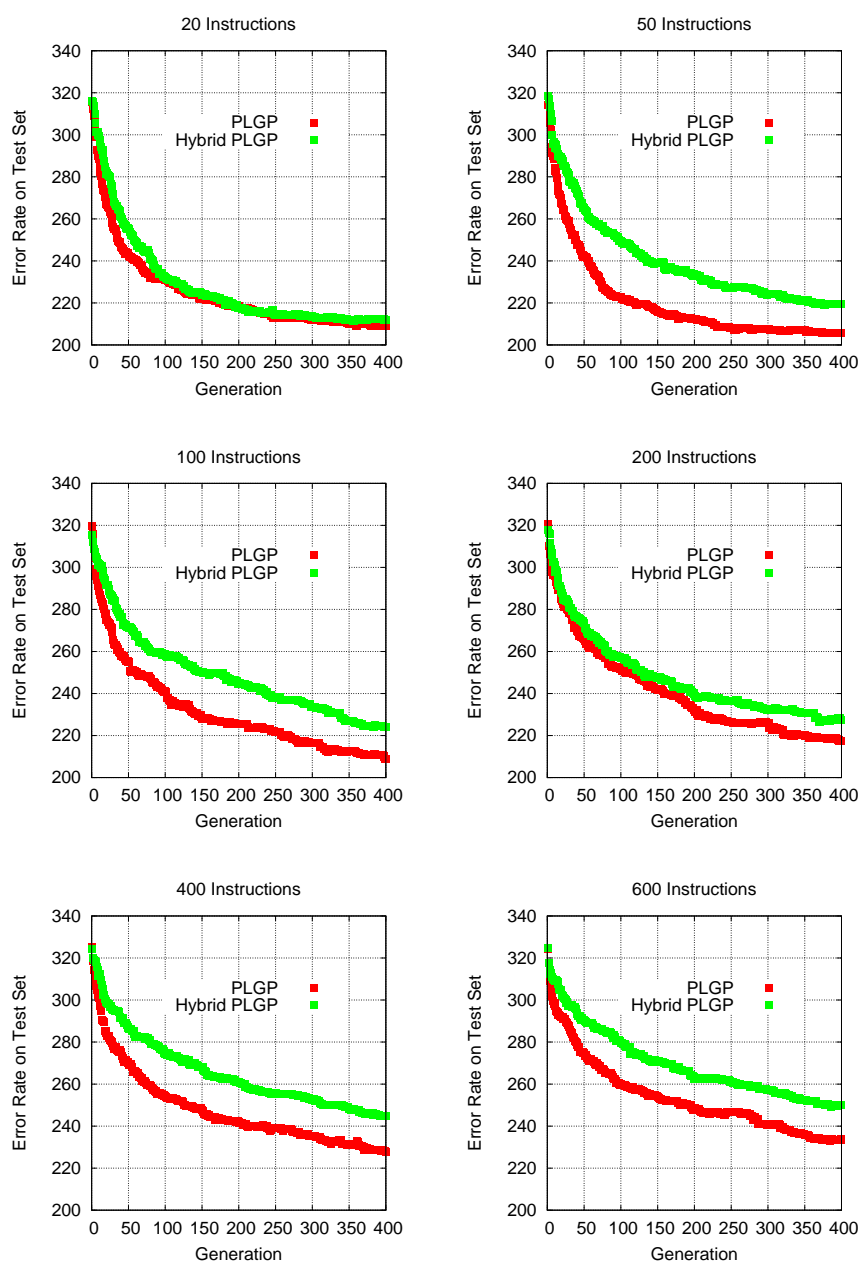 20 Instructions
340
320
300
280
260
240
220
200
0 50 100 150 200 250 300 350 400
Error Rate on Test Set
Generation
PLGP
Hybrid PLGP
50 Instructions
340
320
300
280
260
240
220
200
0 50 100 150 200 250 300 350 400
Error Rate on Test Set
Generation
PLGP
Hybrid PLGP
100 Instructions
340
320
300
280
260
240
220
200
0 50 100 150 200 250 300 350 400
Error Rate on Test Set
Generation
PLGP
Hybrid PLGP
200 Instructions
340
320
300
280
260
240
220
200
0 50 100 150 200 250 300 350 400
Error Rate on Test Set
Generation
PLGP
Hybrid PLGP
400 Instructions
340
320
300
280
260
240
220
200
0 50 100 150 200 250 300 350 400
Error Rate on Test Set
Generation
PLGP
Hybrid PLGP
600 Instructions
340
320
300
280
260
240
220
200
0 50 100 150 200 250 300 350 400
Error Rate on Test Set
Generation
PLGP
Hybrid PLGP